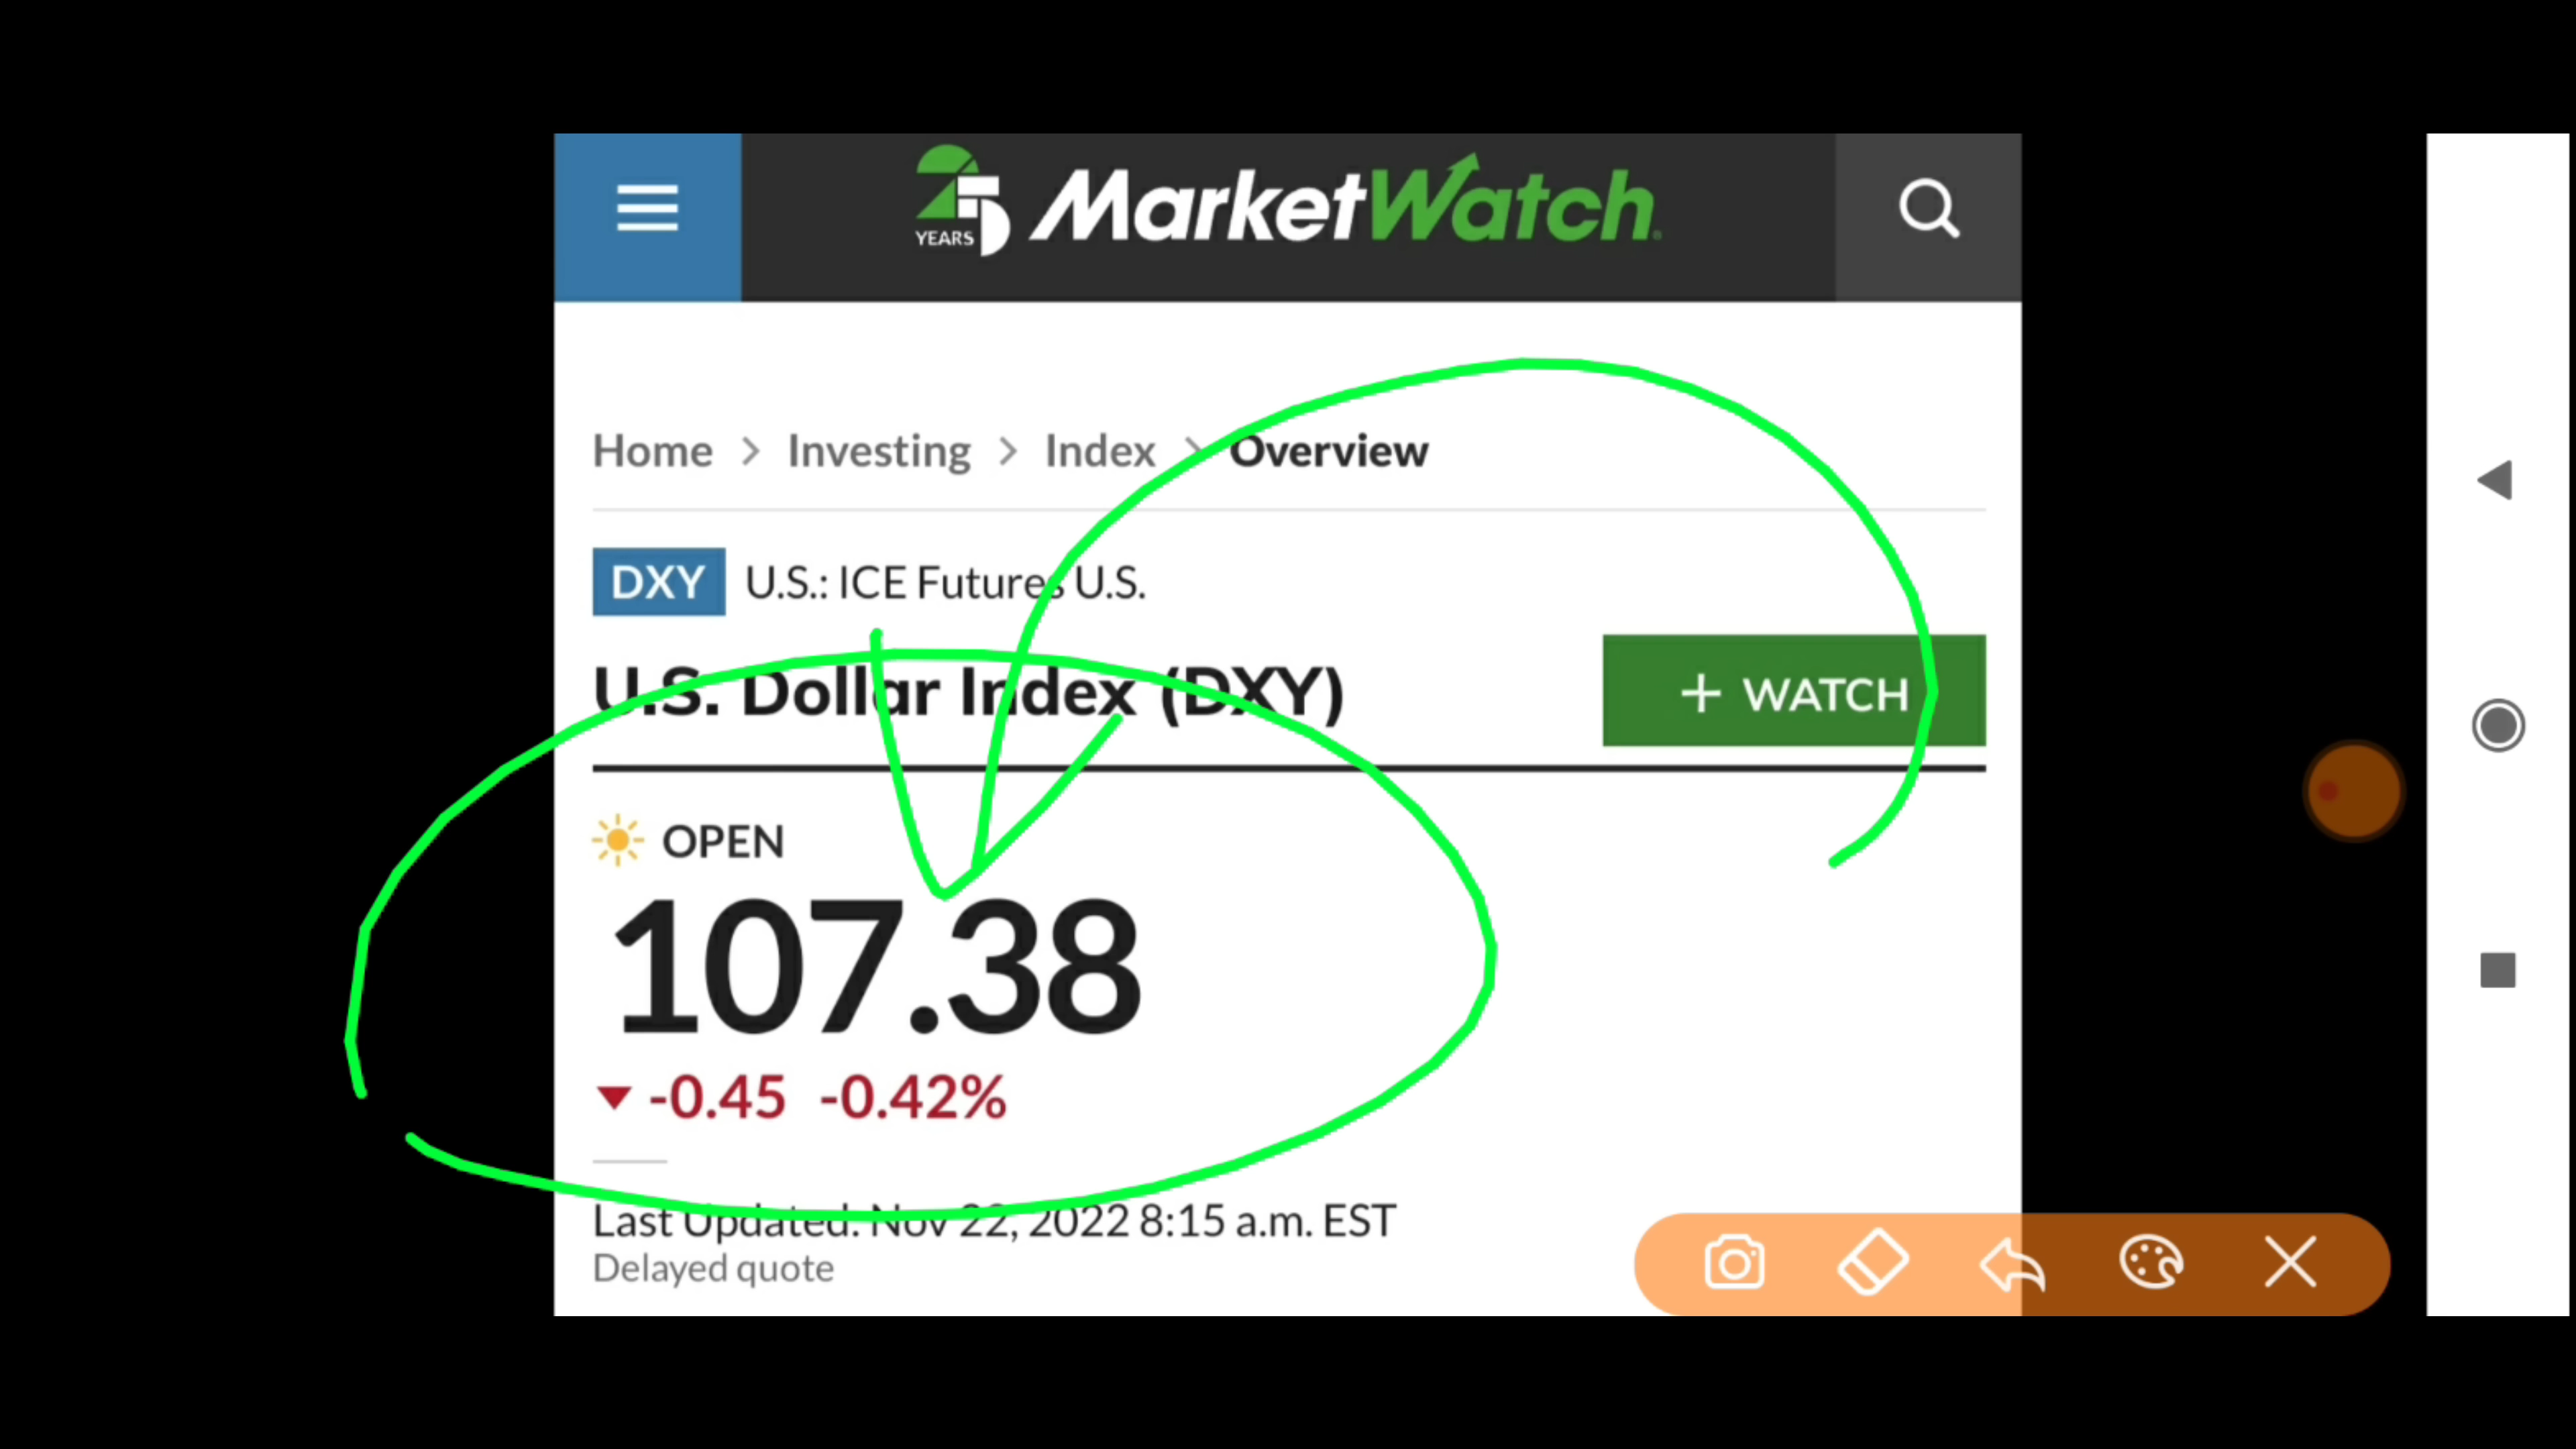 25 YEARS MarketWatch
Home > Investing > Index > Overview
DXY U.S.: ICE Futures U.S.
U.S. Dollar Index (DXY)
+ WATCH
OPEN
107.38
-0.45 -0.42%
Last Updated: Nov 22, 2022 8:15 a.m. EST
Delayed quote